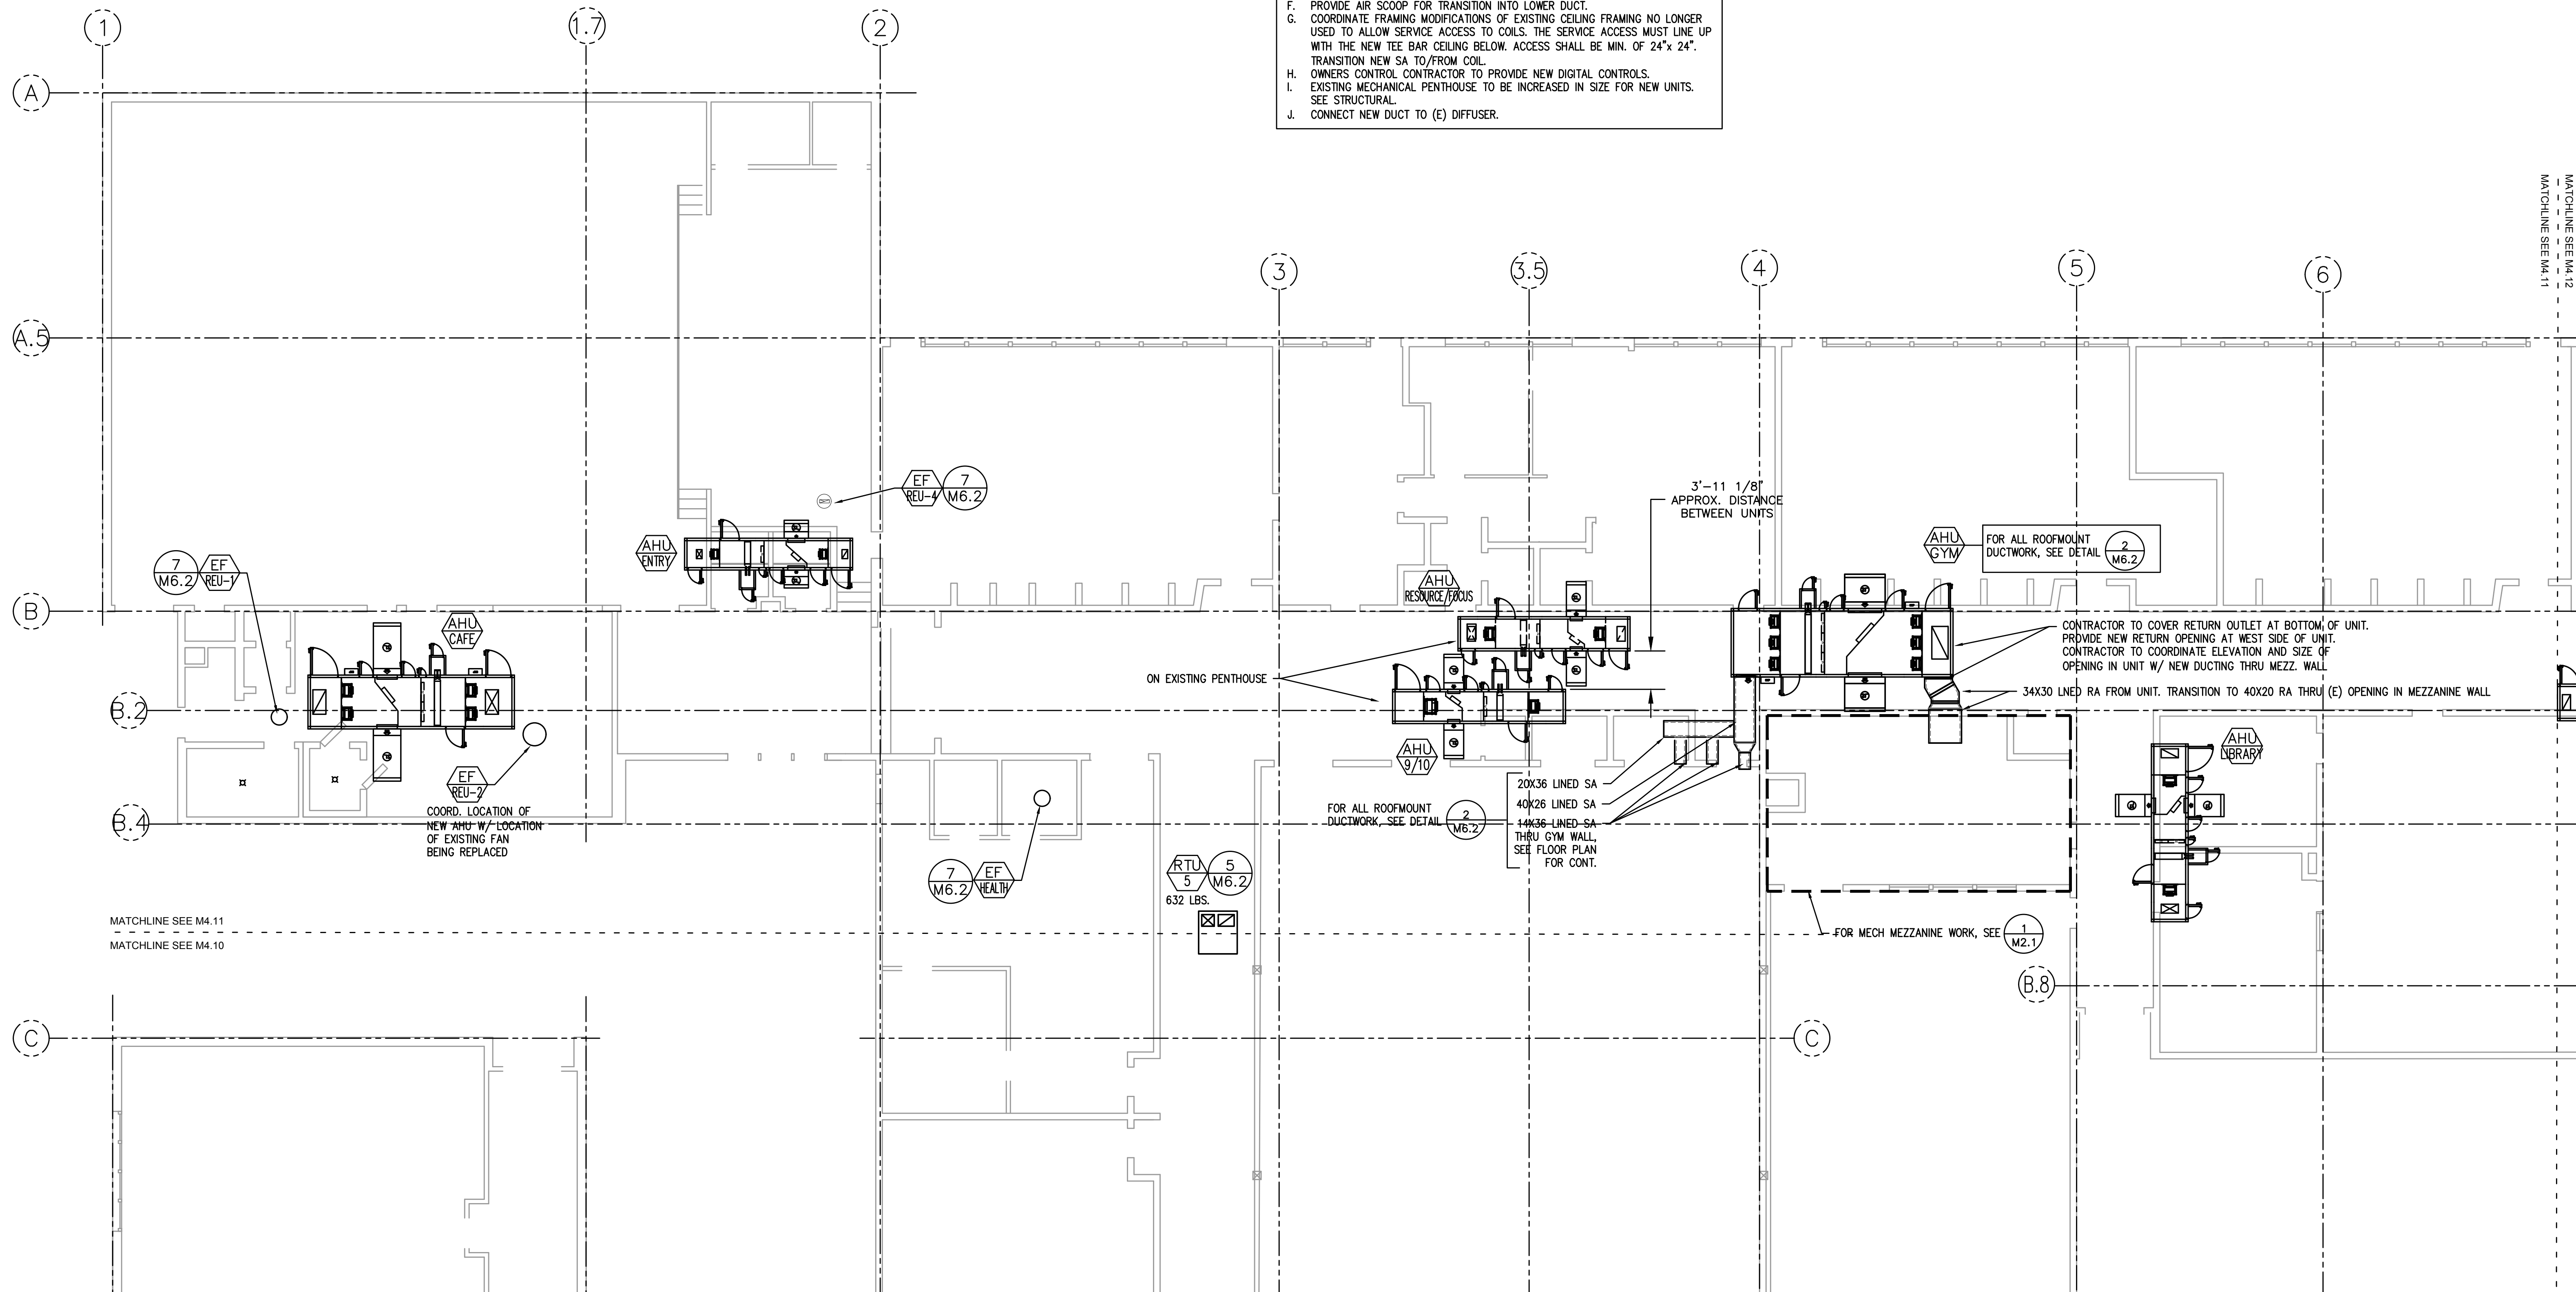 F. PROVIDE AIR SCOOP FOR TRANSITION INTO LOWER DUCT.
G. COORDINATE FRAMING MODIFICATIONS OF EXISTING CEILING FRAMING NO LONGER
USED TO ALLOW SERVICE ACCESS TO COILS. THE SERVICE ACCESS MUST LINE UP
WITH THE NEW TEE BAR CEILING BELOW. ACCESS SHALL BE MIN. OF 24"x 24".
TRANSITION NEW SA TO/FROM COIL.
H. OWNERS CONTROL CONTRACTOR TO PROVIDE NEW DIGITAL CONTROLS.
I. EXISTING MECHANICAL PENTHOUSE TO BE INCREASED IN SIZE FOR NEW UNITS.
SEE STRUCTURAL.
J. CONNECT NEW DUCT TO (E) DIFFUSER.
1
1.7
2
A
MATCHLINE SEE M4.11
MATCHLINE SEE M4.12
3
3.5
4
5
6
A.5
EF
REU-4
7
M6.2
3'-11 1/8"
APPROX. DISTANCE
BETWEEN UNITS
AHU
ENTRY
AHU
GYM
FOR ALL ROOFMOUNT
DUCTWORK, SEE DETAIL
2
M6.2
7
M6.2
EF
REU-1
AHU
RESOURCE/FOCUS
B
AHU
CAFE
CONTRACTOR TO COVER RETURN OUTLET AT BOTTOM OF UNIT.
PROVIDE NEW RETURN OPENING AT WEST SIDE OF UNIT.
CONTRACTOR TO COORDINATE ELEVATION AND SIZE OF
OPENING IN UNIT W/ NEW DUCTING THRU MEZZ. WALL
ON EXISTING PENTHOUSE
34X30 LNED RA FROM UNIT. TRANSITION TO 40X20 RA THRU (E) OPENING IN MEZZANINE WALL
B.2
AHU
9/10
AHU
LIBRARY
EF
REU-2
COORD. LOCATION OF
NEW AHU W/ LOCATION
OF EXISTING FAN
BEING REPLACED
20X36 LINED SA
40X26 LINED SA
14X36 LINED SA
THRU GYM WALL,
SEE FLOOR PLAN
FOR CONT.
FOR ALL ROOFMOUNT
DUCTWORK, SEE DETAIL
2
M6.2
B.4
7
M6.2
EF
HEALTH
RTU
5
5
M6.2
632 LBS.
MATCHLINE SEE M4.11
MATCHLINE SEE M4.10
FOR MECH MEZZANINE WORK, SEE
1
M2.1
B.8
C
C